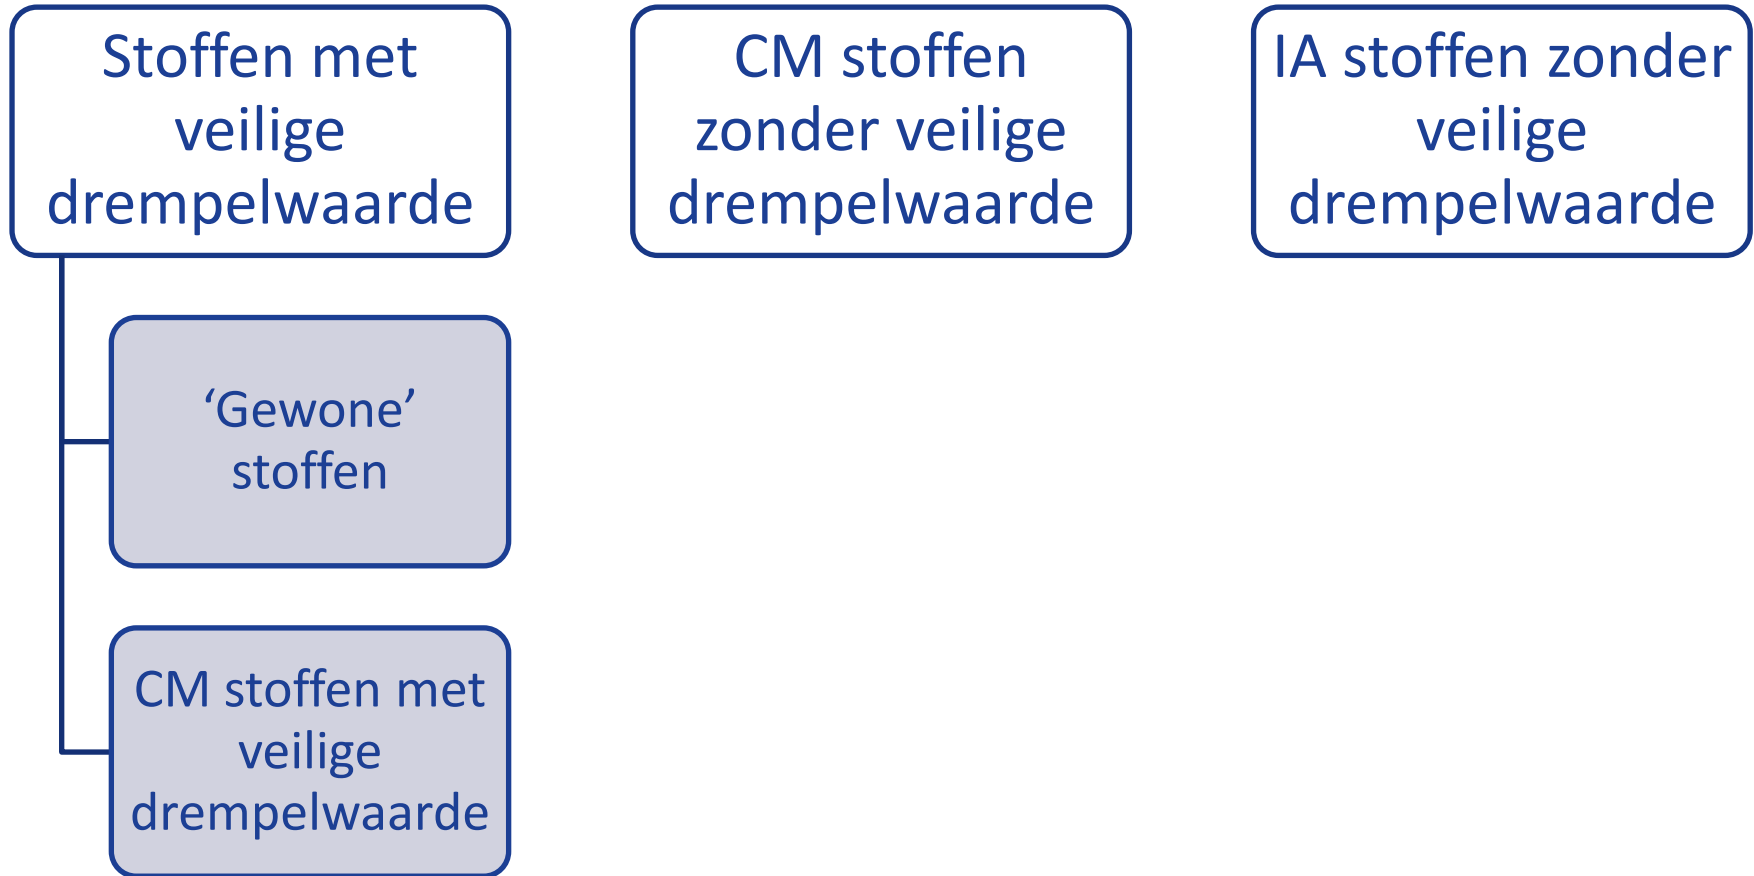 Stoffen met
veilige
drempelwaarde
‘Gewone’
stoffen
CM stoffen met
veilige
drempelwaarde
CM stoffen
zonder veilige
drempelwaarde
IA stoffen zonder
veilige
drempelwaarde